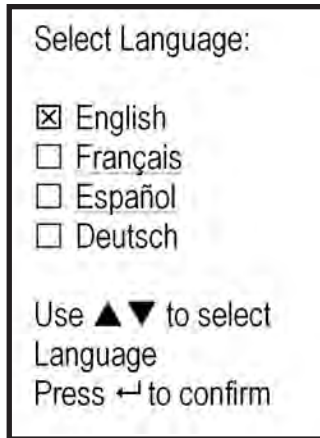 Select Language:
☒ English
☐ Français
☐ Español
☐ Deutsch
Use ▲▼ to select
Language
Press ↵ to confirm